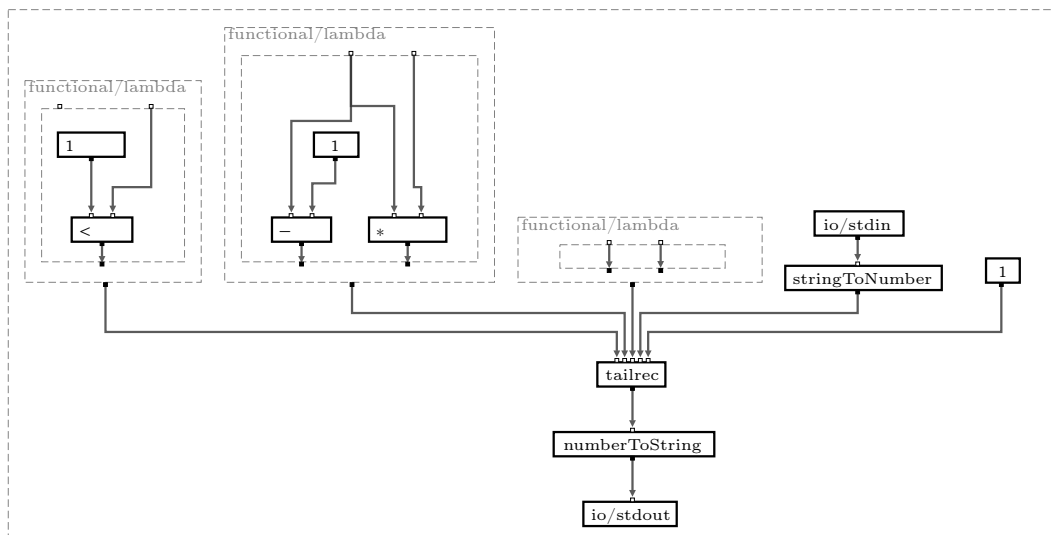 functional/lambda
functional/lambda
1
1
<
−
*
functional/lambda
io/stdin
stringToNumber
1
tailrec
numberToString
io/stdout